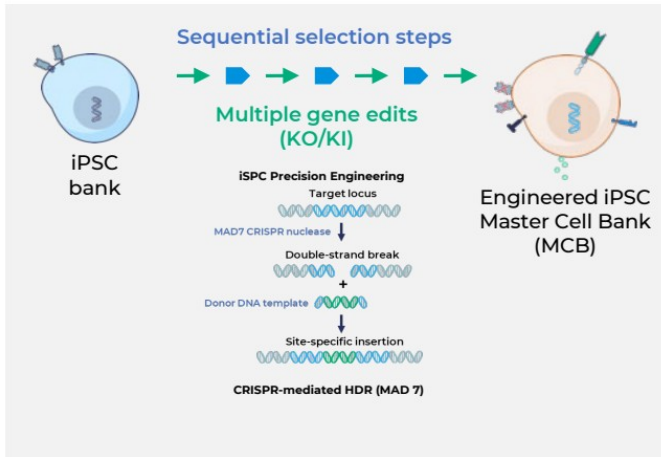 Sequential selection steps
Multiple gene edits
(KO/KI)
iPSC
bank
iSPC Precision Engineering
Target locus
MAD7 CRISPR nuclease
Double-strand break
+
Donor DNA template
Site-specific insertion
CRISPR-mediated HDR (MAD 7)
Engineered iPSC
Master Cell Bank
(MCB)